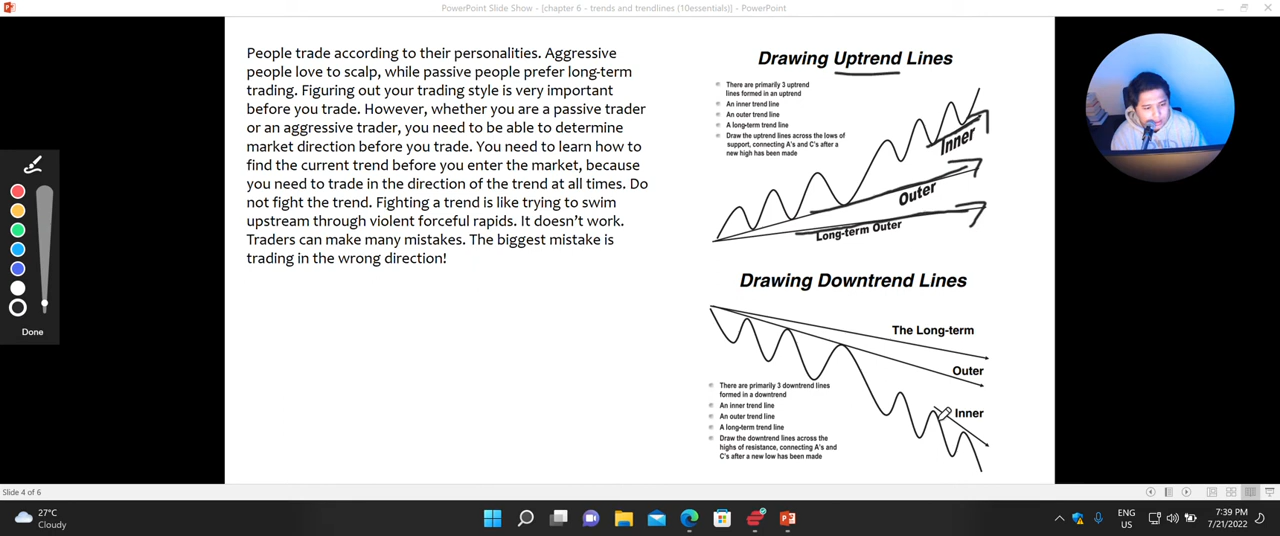 PowerPoint Slide Show - [chapter 6 - trends and trendlines (10essentials)] - PowerPoint
People trade according to their personalities. Aggressive
people love to scalp, while passive people prefer long-term
trading. Figuring out your trading style is very important
before you trade. However, whether you are a passive trader
or an aggressive trader, you need to be able to determine
market direction before you trade. You need to learn how to
find the current trend before you enter the market, because
you need to trade in the direction of the trend at all times. Do
not fight the trend. Fighting a trend is like trying to swim
upstream through violent forceful rapids. It doesn’t work.
Traders can make many mistakes. The biggest mistake is
trading in the wrong direction!
Drawing Uptrend Lines
There are primarily 3 uptrend
lines formed in an uptrend
An inner trend line
An outer trend line
A long-term trend line
Draw the uptrend lines across the lows of
support, connecting A's and C's after a
new high has been made
Inner
Outer
Long-term Outer
Drawing Downtrend Lines
The Long-term
Outer
Inner
There are primarily 3 downtrend lines
formed in a downtrend
An inner trend line
An outer trend line
A long-term trend line
Draw the downtrend lines across the
highs of resistance, connecting A's and
C's after a new low has been made
Done
Slide 4 of 6
27°C
Cloudy
ENG
US
7:39 PM
7/21/2022